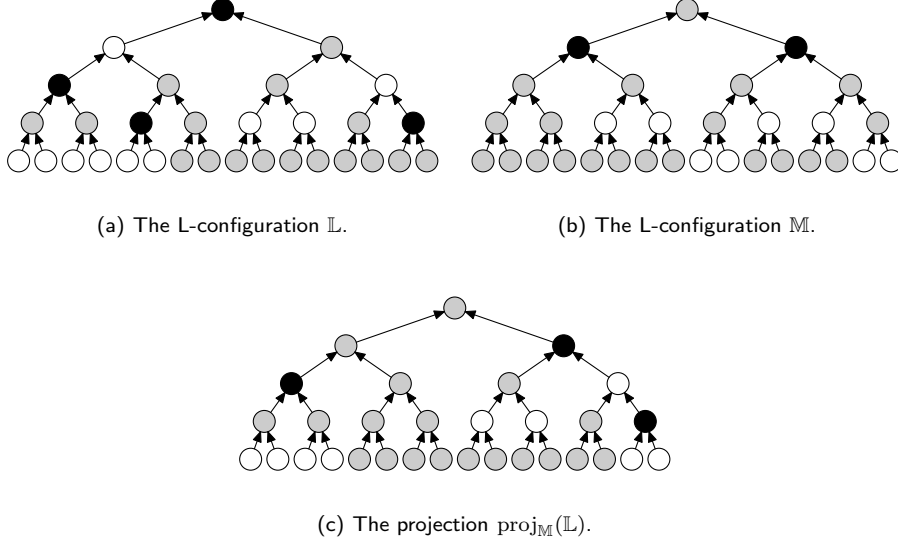 (a) The L-configuration 𝕃.
(b) The L-configuration 𝕄.
(c) The projection proj_𝕄(𝕃).